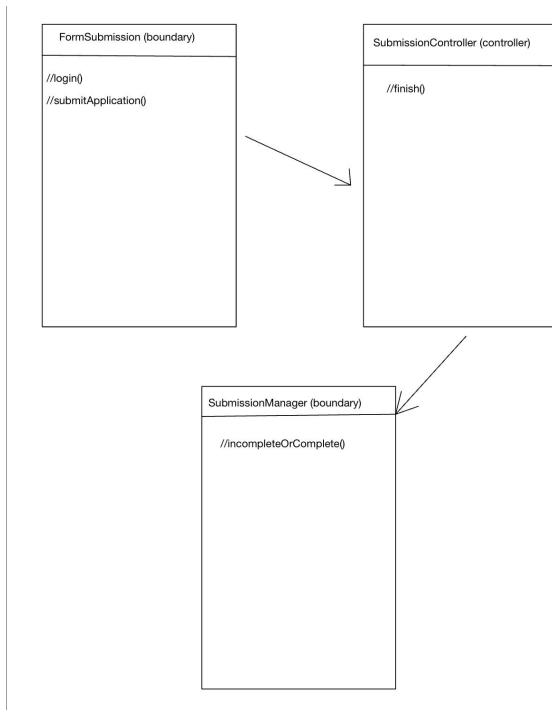 FormSubmission (boundary)
//login()
//submitApplication()
SubmissionController (controller)
//finish()
SubmissionManager (boundary)
//incompleteOrComplete()